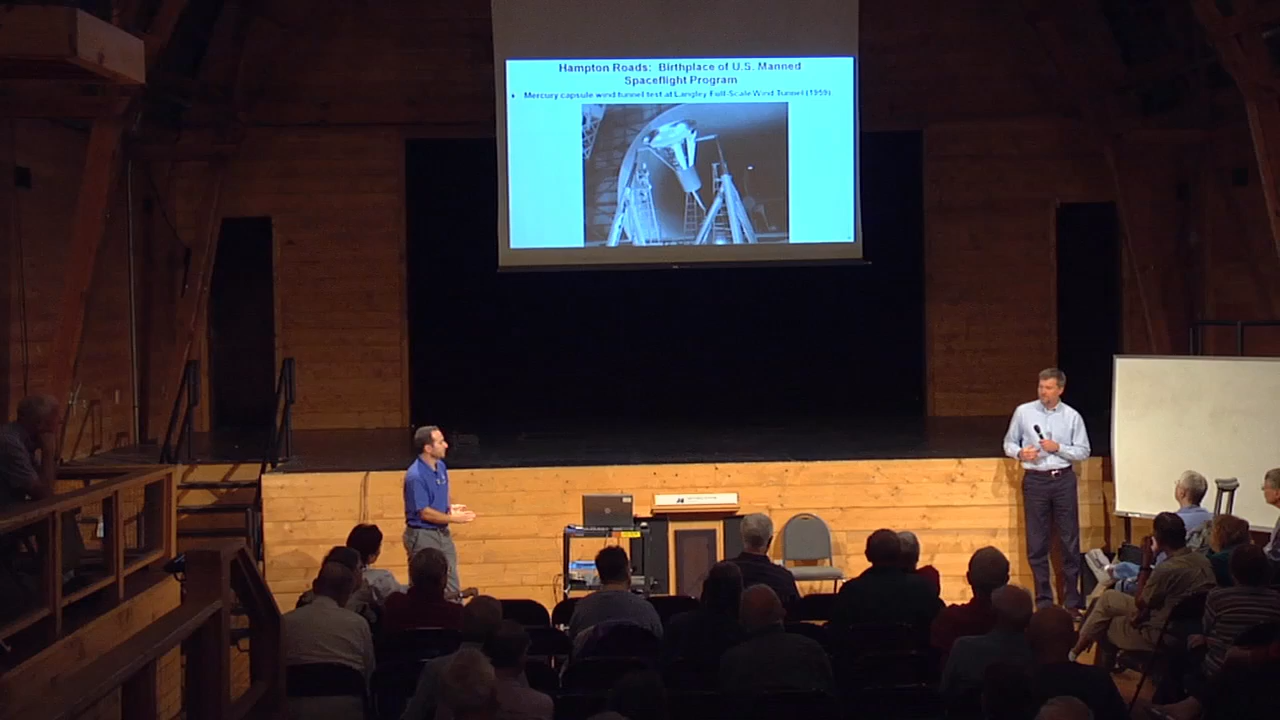 Hampton Roads: Birthplace of U.S. Manned
Spaceflight Program
• Mercury capsule wind tunnel test at Langley Full-Scale Wind Tunnel (1959)